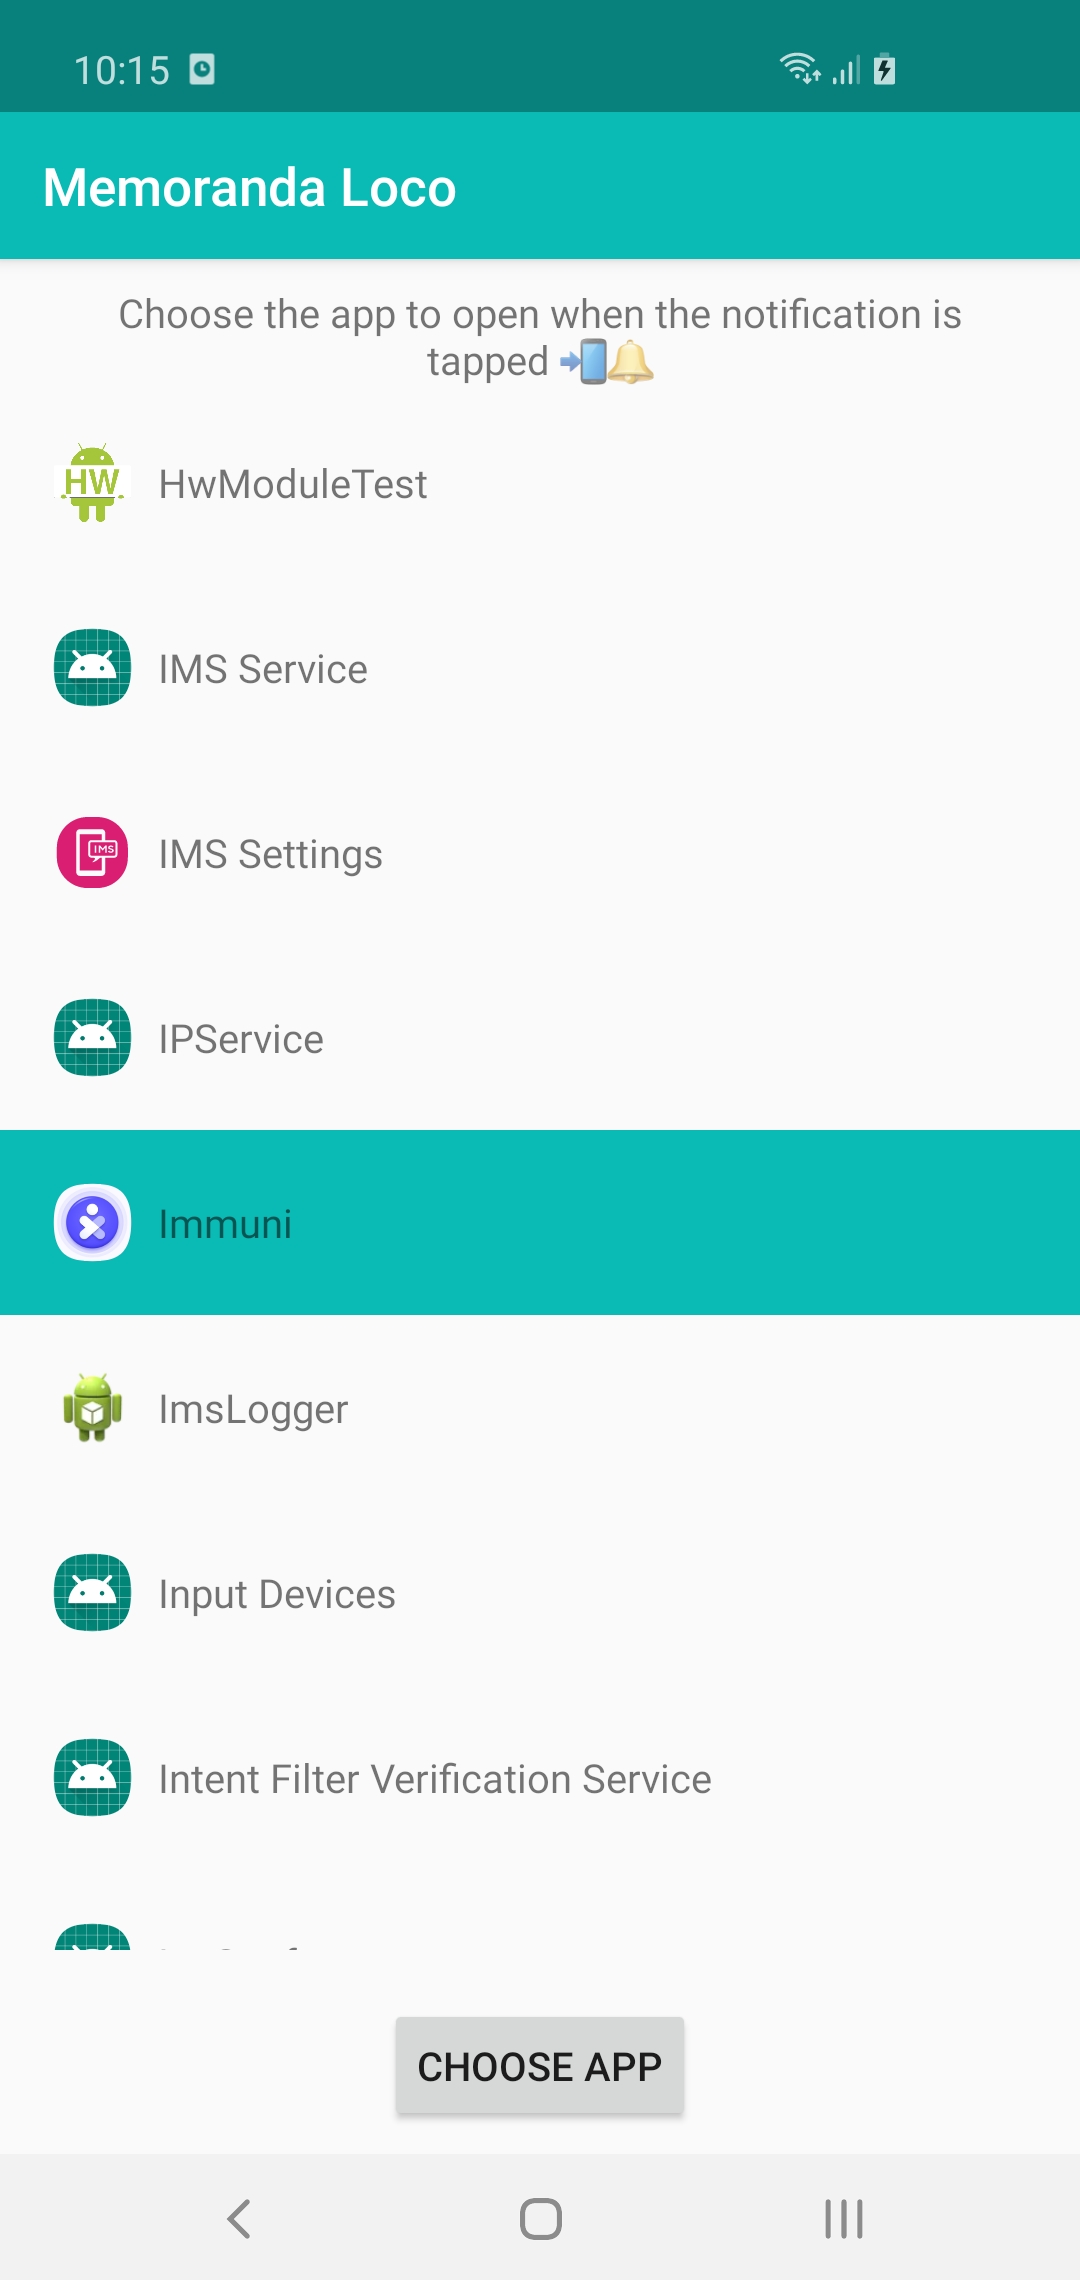 10:15
Memoranda Loco
Choose the app to open when the notification is
tapped 📲🔔
HW
HwModuleTest
IMS Service
IMS
IMS Settings
IPService
Immuni
ImsLogger
Input Devices
Intent Filter Verification Service
CHOOSE APP